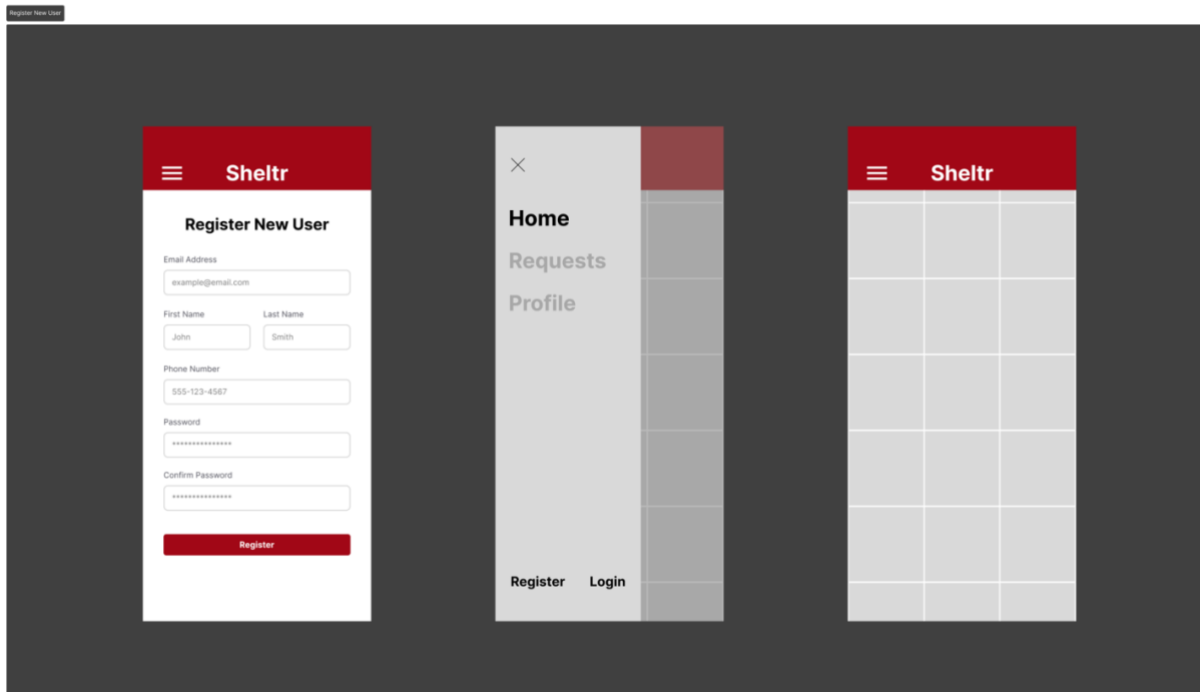 Register New User
Sheltr
Register New User
Email Address
example@email.com
First Name Last Name
John Smith
Phone Number
555-123-4567
Password
***************
Confirm Password
***************
Register
Home
Requests
Profile
Register Login
Sheltr